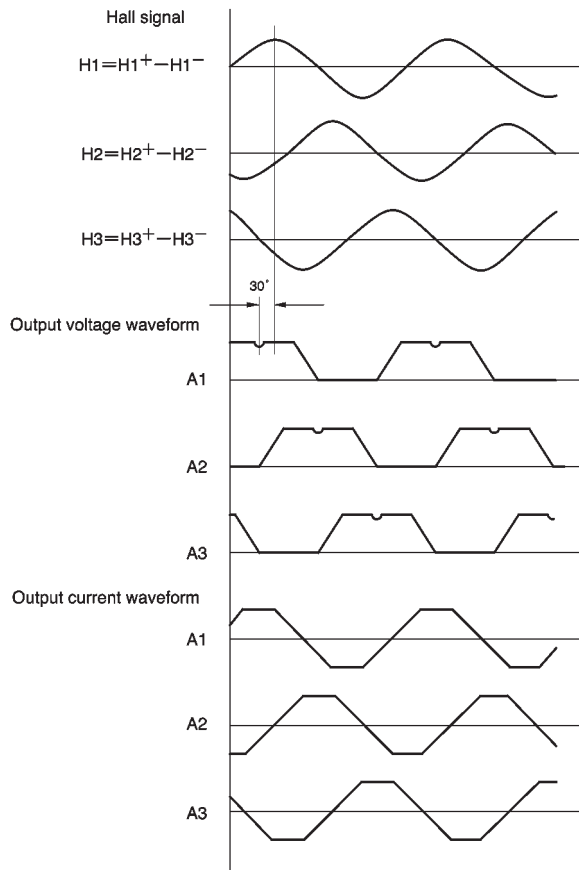 Hall signal
H1=H1⁺−H1⁻
H2=H2⁺−H2⁻
H3=H3⁺−H3⁻
30°
Output voltage waveform
A1
A2
A3
Output current waveform
A1
A2
A3